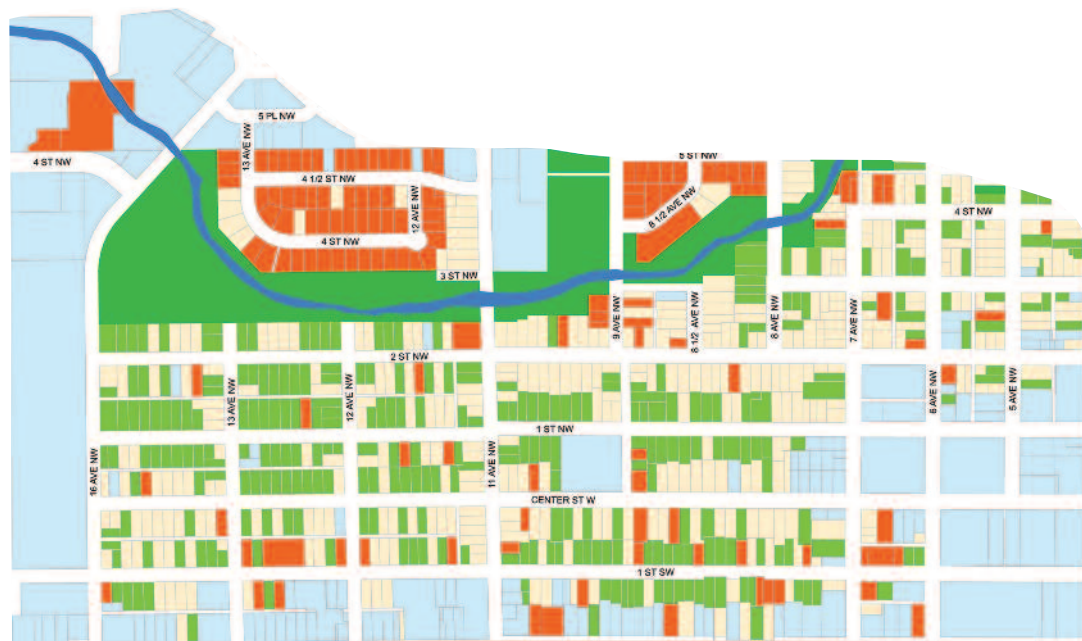 5 PL NW
13 AVE NW
4 ST NW
5 ST NW
4 1/2 ST NW
12 AVE NW
8 1/2 AVE NW
4 ST NW
4 ST NW
3 ST NW
9 AVE NW
8 1/2 AVE NW
8 AVE NW
7 AVE NW
2 ST NW
13 AVE NW
12 AVE NW
6 AVE NW
5 AVE NW
1 ST NW
16 AVE NW
11 AVE NW
CENTER ST W
1 ST SW